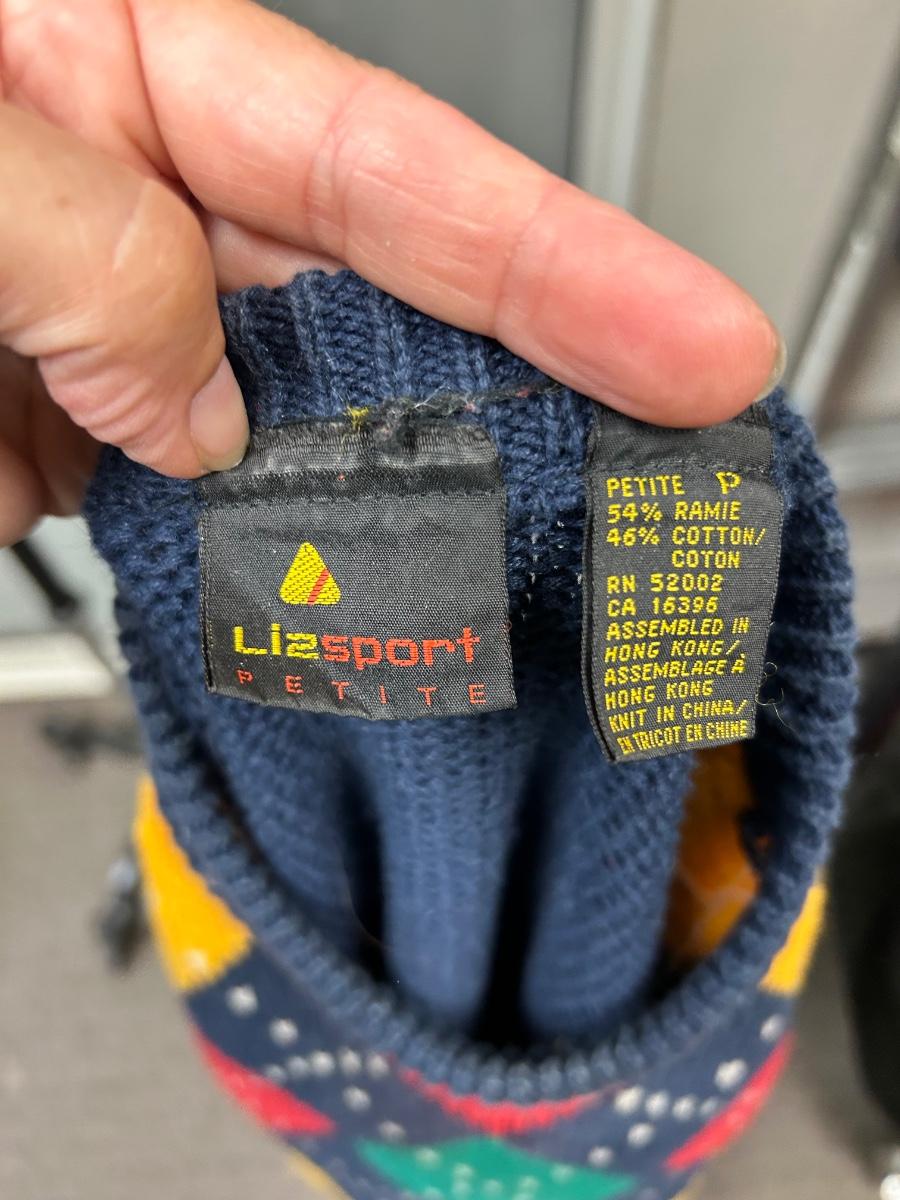 Lizsport
PETITE
PETITE P
54% RAMIE
46% COTTON/
COTON
RN 52002
CA 16396
ASSEMBLED IN
HONG KONG/
ASSEMBLAGE À
HONG KONG
KNIT IN CHINA/
EN TRICOT EN CHINE